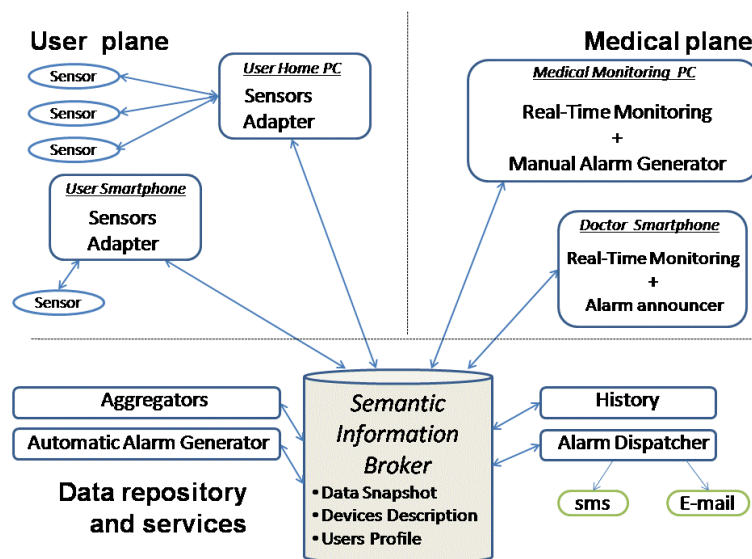 User plane
Sensor
Sensor
Sensor
User Home PC
Sensors
Adapter
User Smartphone
Sensors
Adapter
Sensor
Medical plane
Medical Monitoring PC
Real-Time Monitoring
+
Manual Alarm Generator
Doctor Smartphone
Real-Time Monitoring
+
Alarm announcer
Aggregators
Automatic Alarm Generator
Data repository
and services
Semantic
Information
Broker
• Data Snapshot
• Devices Description
• Users Profile
History
Alarm Dispatcher
sms
E-mail